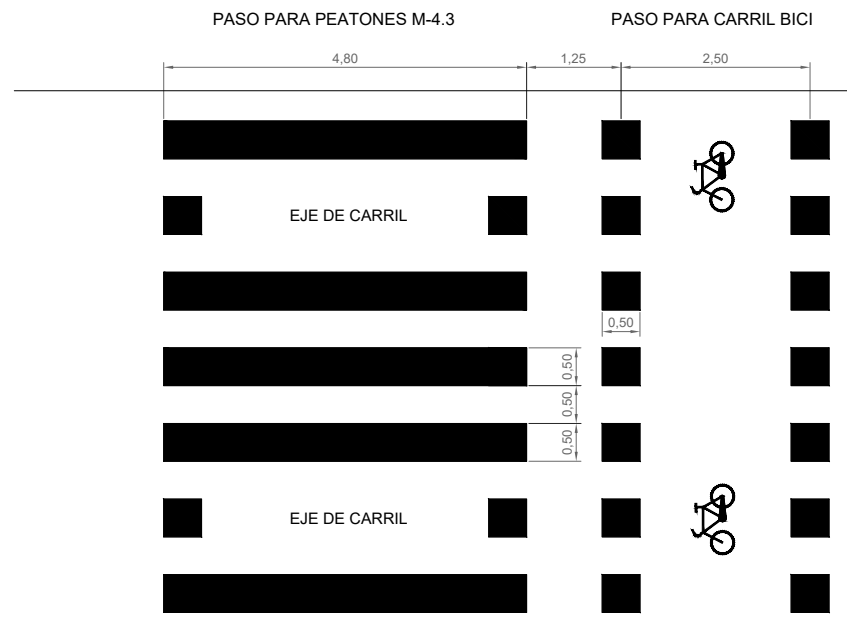 PASO PARA PEATONES M-4.3
PASO PARA CARRIL BICI
4,80
1,25
2,50
EJE DE CARRIL
0,50
0,50
0,50
0,50
EJE DE CARRIL